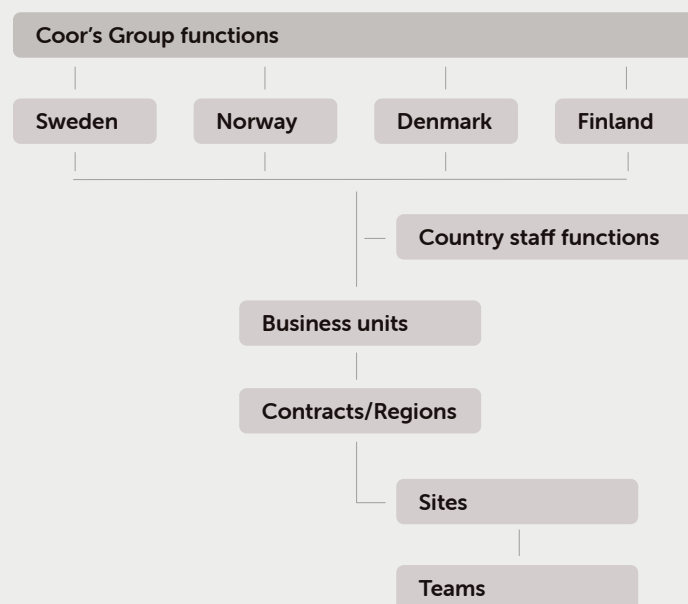 Coor’s Group functions
Sweden Norway Denmark Finland
Country staff functions
Business units
Contracts/Regions
Sites
Teams